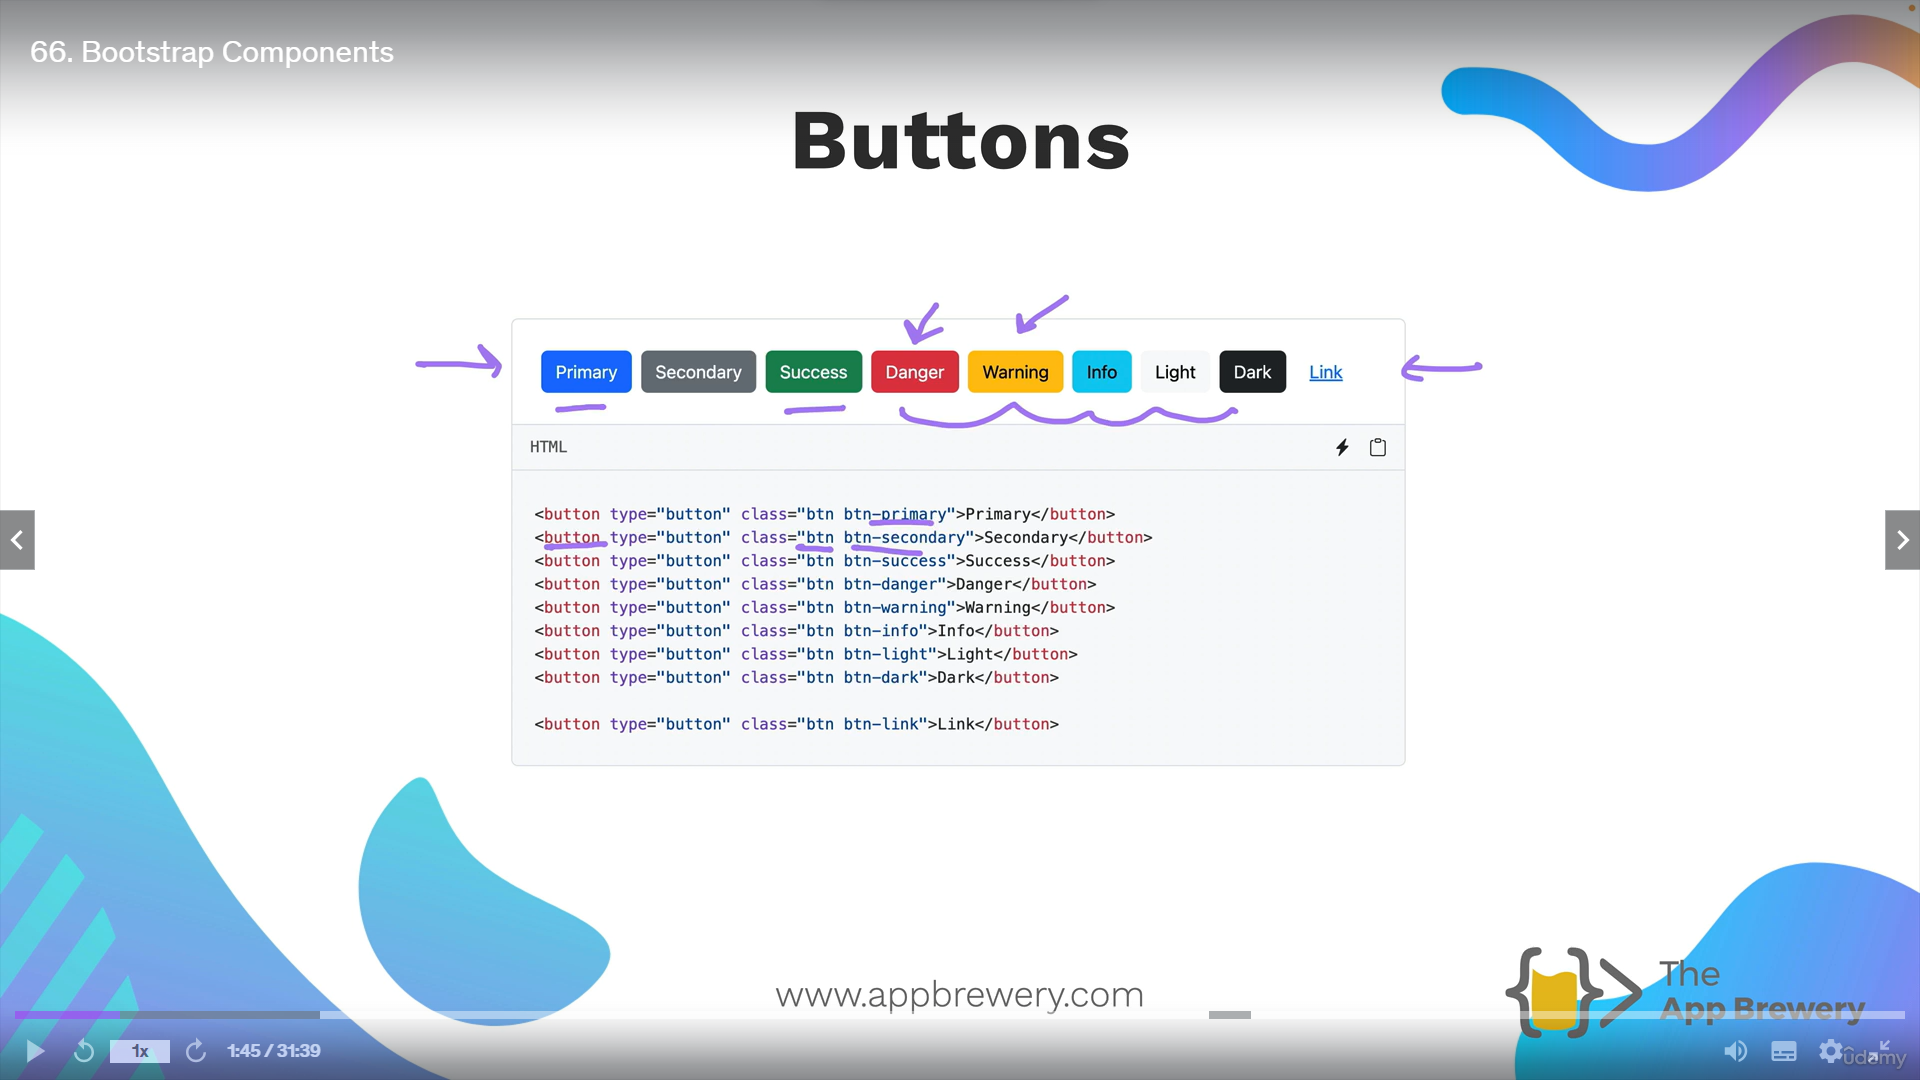 66. Bootstrap Components
Buttons
Primary Secondary Success Danger Warning Info Light Dark Link
HTML
<button type="button" class="btn btn-primary">Primary</button>
<button type="button" class="btn btn-secondary">Secondary</button>
<button type="button" class="btn btn-success">Success</button>
<button type="button" class="btn btn-danger">Danger</button>
<button type="button" class="btn btn-warning">Warning</button>
<button type="button" class="btn btn-info">Info</button>
<button type="button" class="btn btn-light">Light</button>
<button type="button" class="btn btn-dark">Dark</button>
<button type="button" class="btn btn-link">Link</button>
www.appbrewery.com
The
App Brewery
1x 1:45 / 31:39
udemy